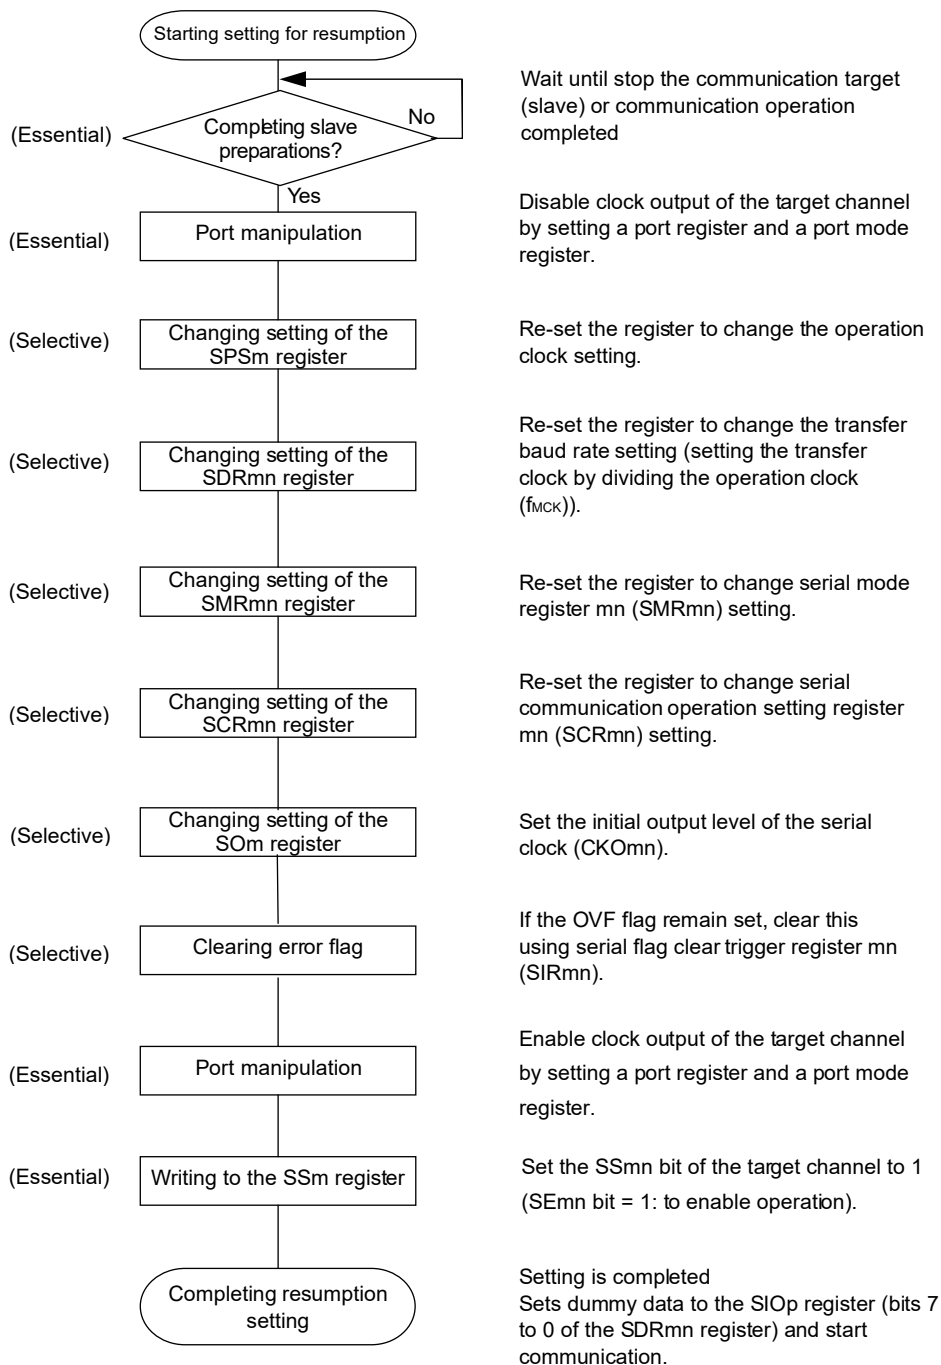 Starting setting for resumption
Wait until stop the communication target
(slave) or communication operation
completed
(Essential)
Completing slave
preparations?
No
Yes
Disable clock output of the target channel
by setting a port register and a port mode
register.
(Essential)
Port manipulation
(Selective)
Changing setting of the
SPSm register
Re-set the register to change the operation
clock setting.
Re-set the register to change the transfer
baud rate setting (setting the transfer
clock by dividing the operation clock
(fMCK)).
(Selective)
Changing setting of the
SDRmn register
(Selective)
Changing setting of the
SMRmn register
Re-set the register to change serial mode
register mn (SMRmn) setting.
(Selective)
Changing setting of the
SCRmn register
Re-set the register to change serial
communication operation setting register
mn (SCRmn) setting.
(Selective)
Changing setting of the
SOm register
Set the initial output level of the serial
clock (CKOmn).
(Selective)
Clearing error flag
If the OVF flag remain set, clear this
using serial flag clear trigger register mn
(SIRmn).
(Essential)
Port manipulation
Enable clock output of the target channel
by setting a port register and a port mode
register.
(Essential)
Writing to the SSm register
Set the SSmn bit of the target channel to 1
(SEmn bit = 1: to enable operation).
Completing resumption
setting
Setting is completed
Sets dummy data to the SIOp register (bits 7
to 0 of the SDRmn register) and start
communication.